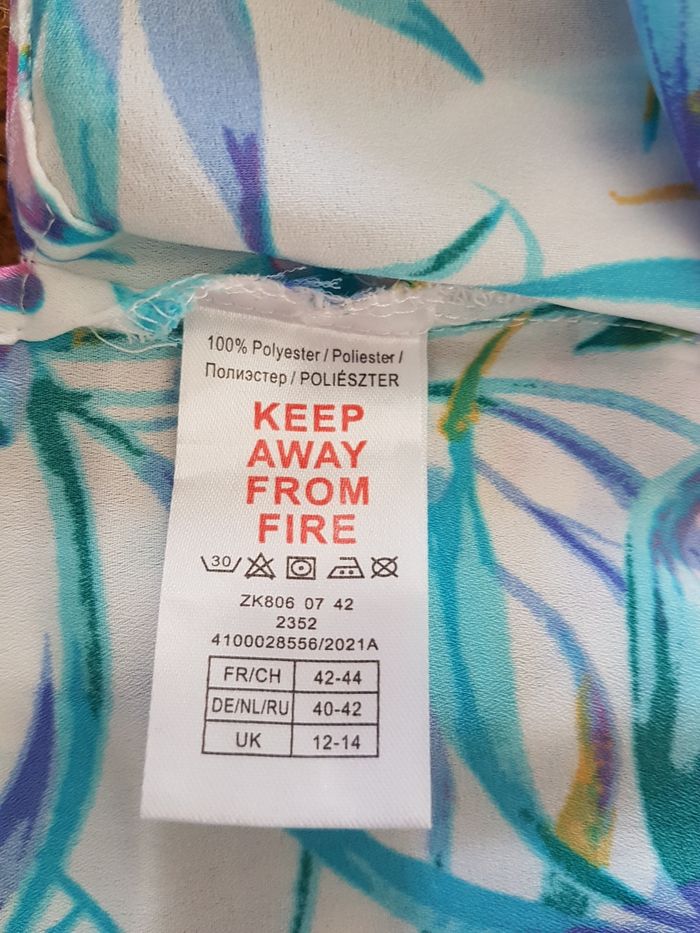 100% Polyester / Poliester /
Полиэстер / POLIÉSZTER
KEEP
AWAY
FROM
FIRE
30
ZK806 07 42
2352
4100028556/2021A
FR/CH 42-44
DE/NL/RU 40-42
UK 12-14